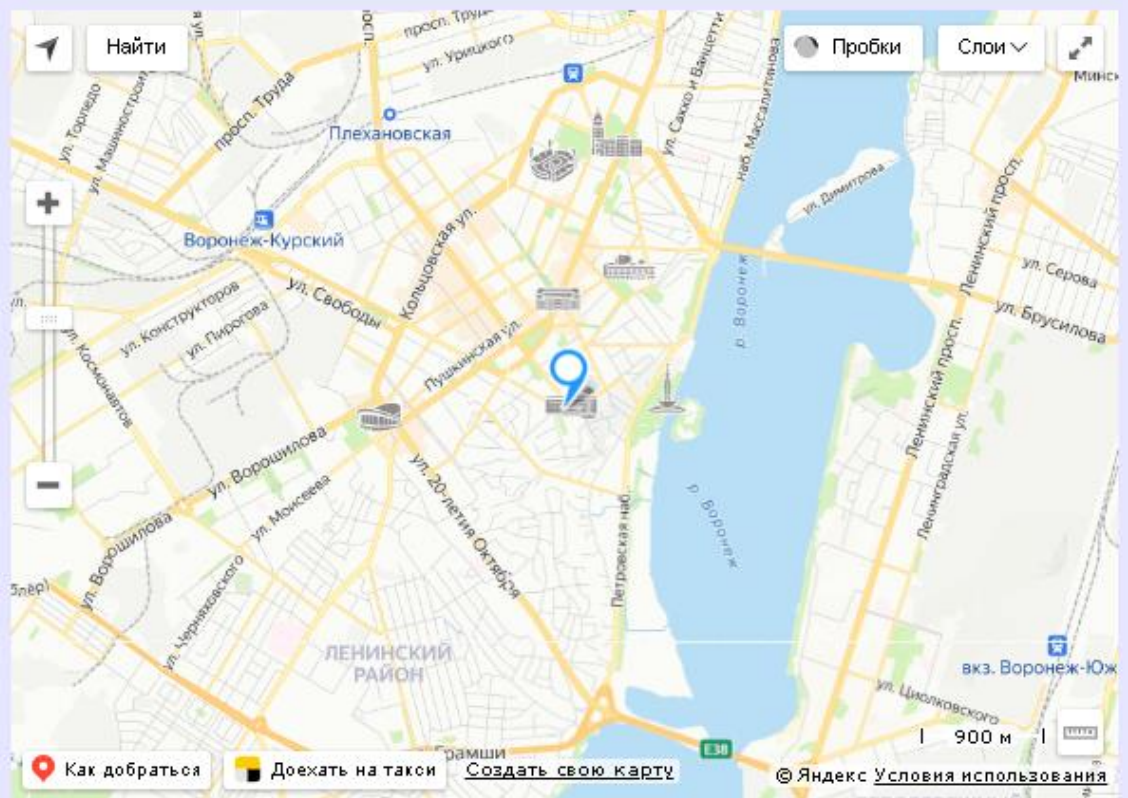 Найти
Пробки
Слои
просп. Труда
ул. Урицкого
Минск
ул. Торпедо
просп. Труда
Плехановская
ул. Сакко и Ванцетти
наб. Массалитинова
ул. Димитрова
Ленинский просп.
Воронеж-Курский
Кольцовская ул.
ул. Серова
ул. Свободы
р. Воронеж
ул. Брусилова
ул. Конструкторов
ул. Пирогова
ул. Космонавтов
Пушкинская ул.
Ленинский просп.
ул. Ворошилова
Ленинградская ул.
ул. Моисеева
ул. 20-летия Октября
р. Воронеж
ул. Ворошилова
Петровская наб.
ул. Черняховского
ЛЕНИНСКИЙ
РАЙОН
вкз. Воронеж-Юж
ул. Циолковского
900 м
Грамши
E38
Как добраться
Доехать на такси
Создать свою карту
© Яндекс Условия использования